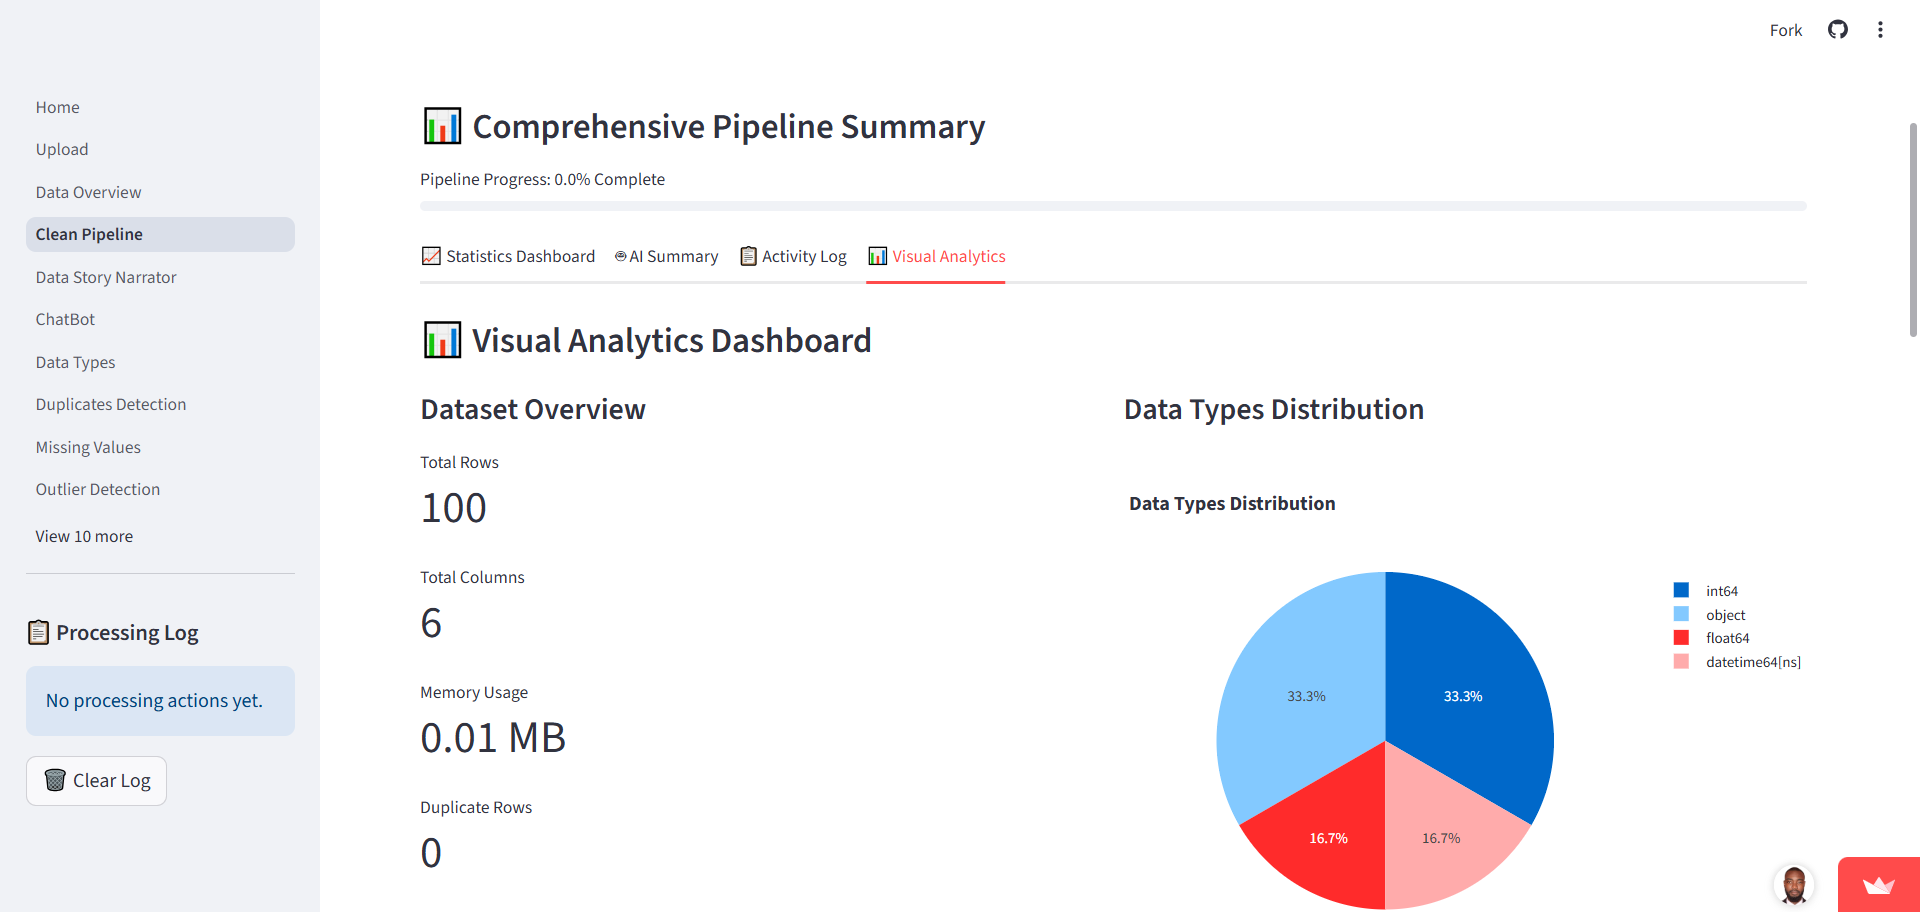 Fork
Home
Upload
Data Overview
Clean Pipeline
Data Story Narrator
ChatBot
Data Types
Duplicates Detection
Missing Values
Outlier Detection
View 10 more
Processing Log
No processing actions yet.
Clear Log
Comprehensive Pipeline Summary
Pipeline Progress: 0.0% Complete
Statistics Dashboard
AI Summary
Activity Log
Visual Analytics
Visual Analytics Dashboard
Dataset Overview
Total Rows
100
Total Columns
6
Memory Usage
0.01 MB
Duplicate Rows
0
Data Types Distribution
Data Types Distribution
33.3%
33.3%
16.7%
16.7%
int64
object
float64
datetime64[ns]